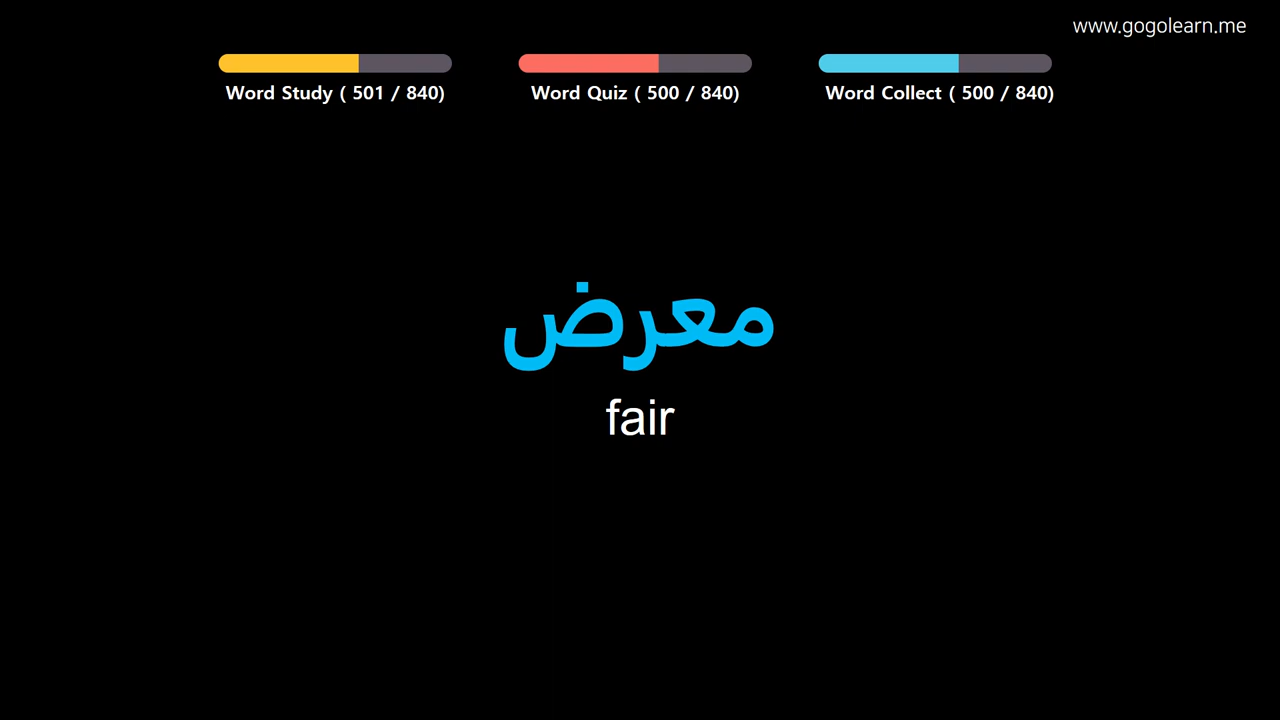 www.gogolearn.me
Word Study ( 501 / 840)
Word Quiz ( 500 / 840)
Word Collect ( 500 / 840)
معرض
fair